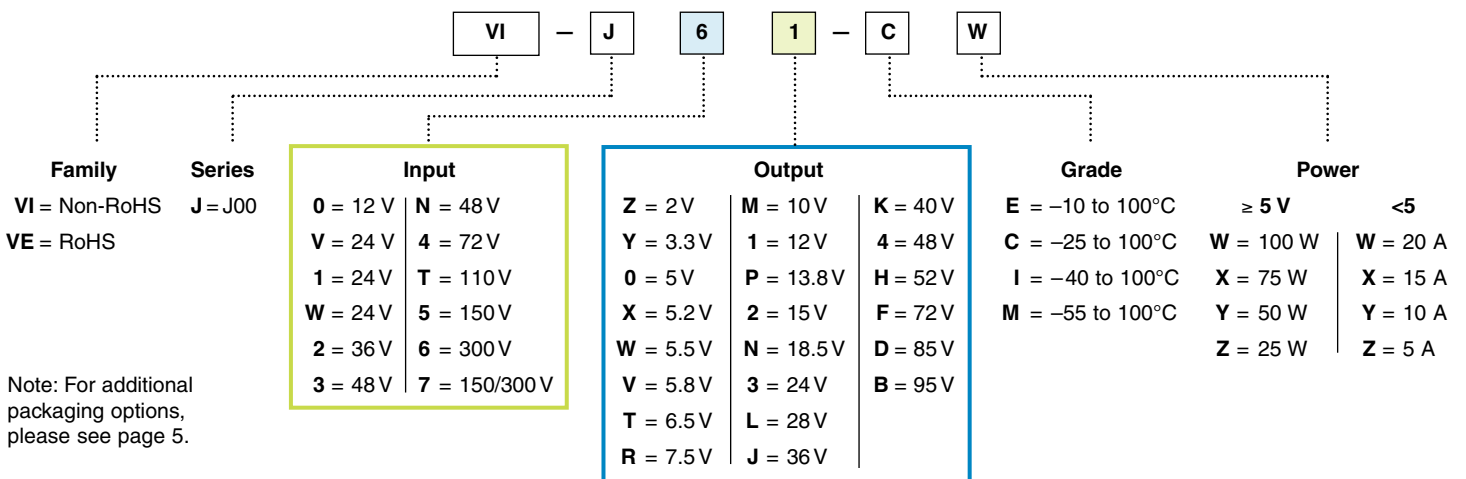 VI – J 6 1 – C W
Family
VI = Non-RoHS
VE = RoHS
Series
J = J00
Input
0 = 12 V
V = 24 V
1 = 24 V
W = 24 V
2 = 36 V
3 = 48 V
N = 48 V
4 = 72 V
T = 110 V
5 = 150 V
6 = 300 V
7 = 150/300 V
Output
Z = 2 V
Y = 3.3 V
0 = 5 V
X = 5.2 V
W = 5.5 V
V = 5.8 V
T = 6.5 V
R = 7.5 V
M = 10 V
1 = 12 V
P = 13.8 V
2 = 15 V
N = 18.5 V
3 = 24 V
L = 28 V
J = 36 V
K = 40 V
4 = 48 V
H = 52 V
F = 72 V
D = 85 V
B = 95 V
Grade
E = –10 to 100°C
C = –25 to 100°C
I = –40 to 100°C
M = –55 to 100°C
Power
≥ 5 V
W = 100 W
X = 75 W
Y = 50 W
Z = 25 W
<5
W = 20 A
X = 15 A
Y = 10 A
Z = 5 A
Note: For additional
packaging options,
please see page 5.